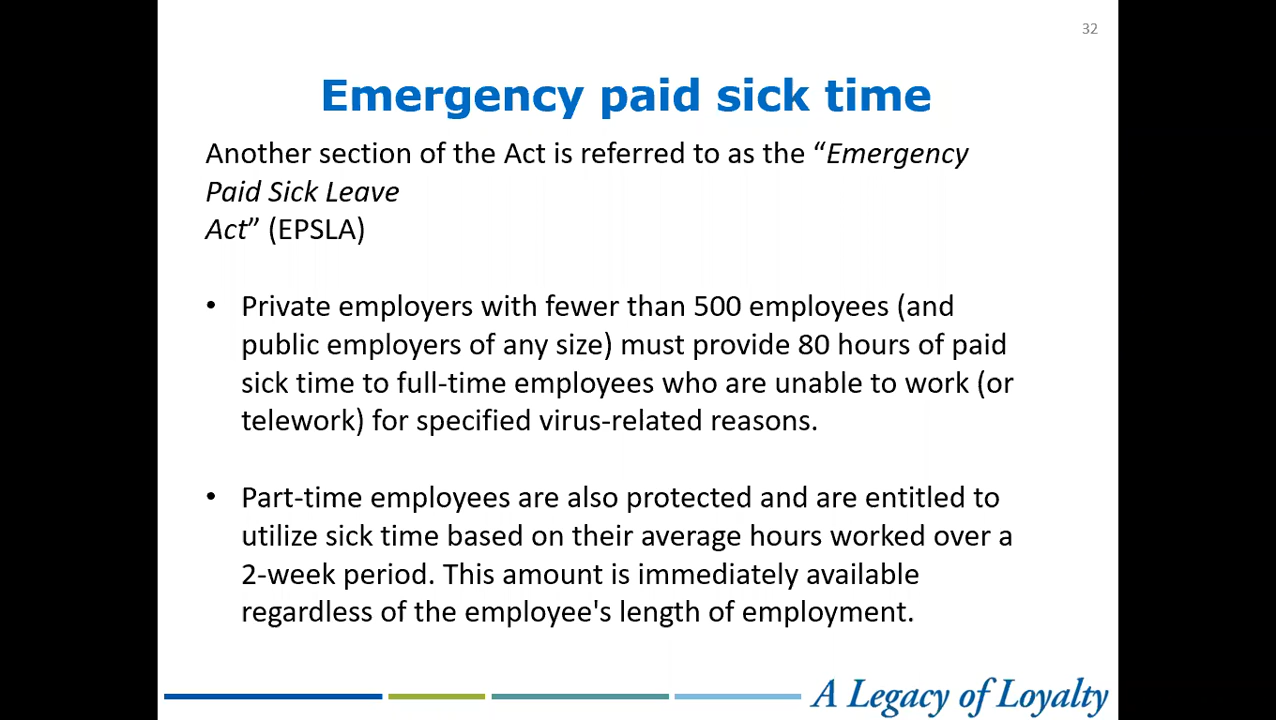 32
Emergency paid sick time
Another section of the Act is referred to as the “Emergency
Paid Sick Leave
Act” (EPSLA)
• Private employers with fewer than 500 employees (and
public employers of any size) must provide 80 hours of paid
sick time to full-time employees who are unable to work (or
telework) for specified virus-related reasons.
• Part-time employees are also protected and are entitled to
utilize sick time based on their average hours worked over a
2-week period. This amount is immediately available
regardless of the employee's length of employment.
A Legacy of Loyalty